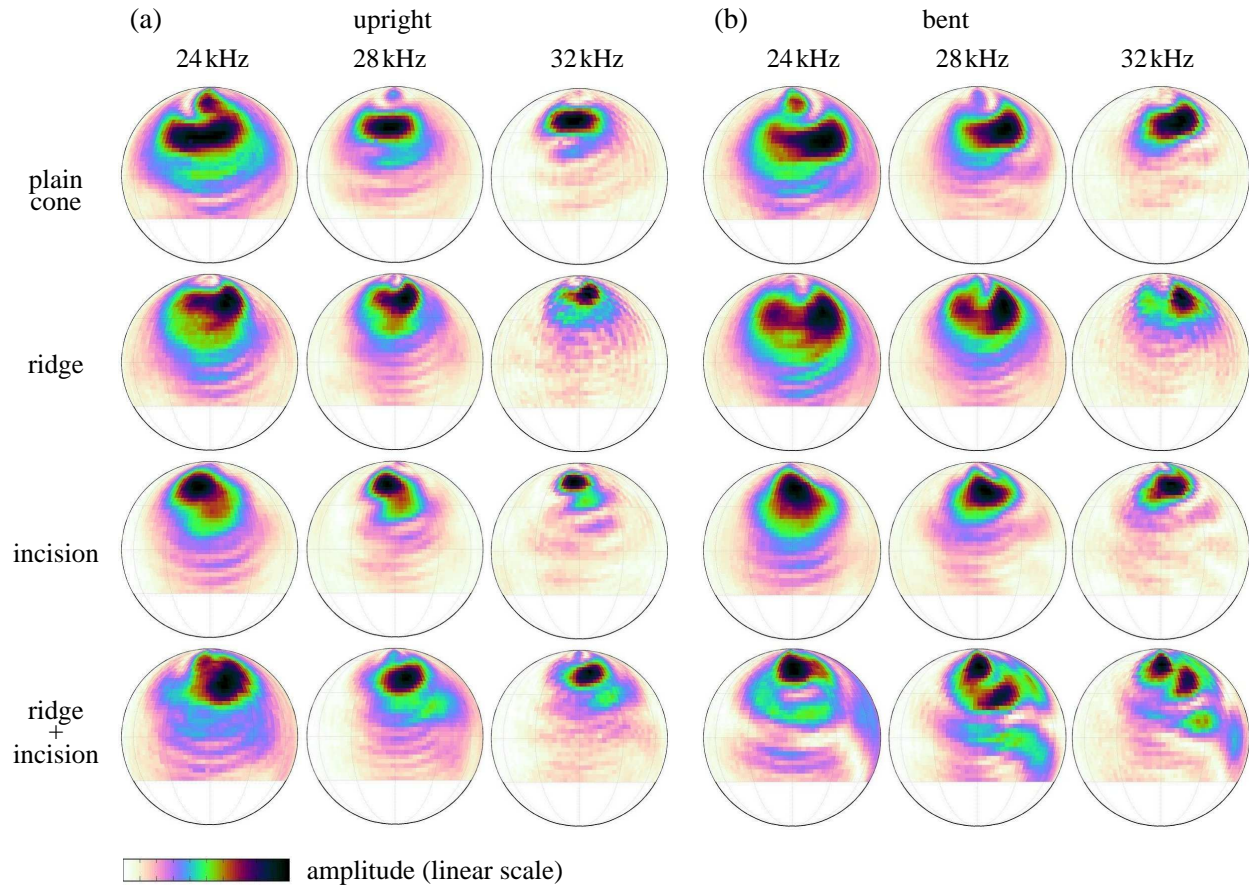 (a) upright (b) bent
24 kHz 28 kHz 32 kHz 24 kHz 28 kHz 32 kHz
plain
cone
ridge
incision
ridge
+
incision
amplitude (linear scale)